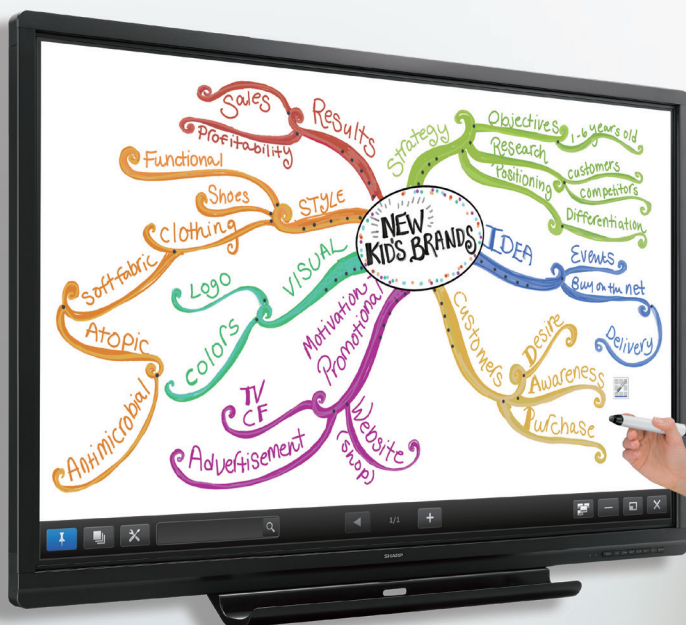 NEW
KID'S BRANDS
Results
Sales
Profitability
STYLE
Functional
Shoes
Clothing
Soft fabric
Atopic
Antimicrobial
VISUAL
Logo
Colors
Motivation
Promotional
TV
CF
Advertisement
Website
(shop)
Strategy
Objectives
1-6 years old
Research
customers
competitors
Positioning
Differentiation
IDEA
Events
Buy on the net
Delivery
Customers
Desire
Awareness
Purchase
1/1
SHARP